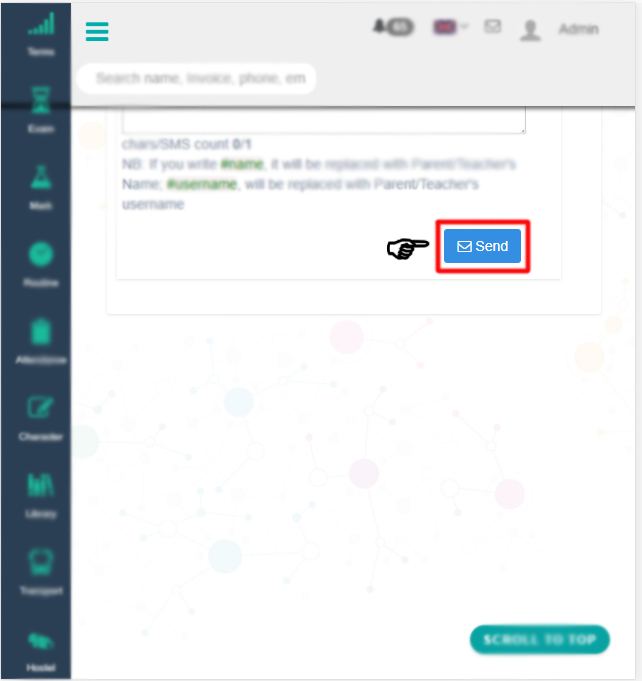 65
Admin
Search name, Invoice, phone, em
Terms
Exam
Mark
Routine
Attendance
Character
Library
Transport
Hostel
chars/SMS count 0/1
NB: If you write #name, it will be replaced with Parent/Teacher's
Name; #username, will be replaced with Parent/Teacher's
username
Send
SCROLL TO TOP